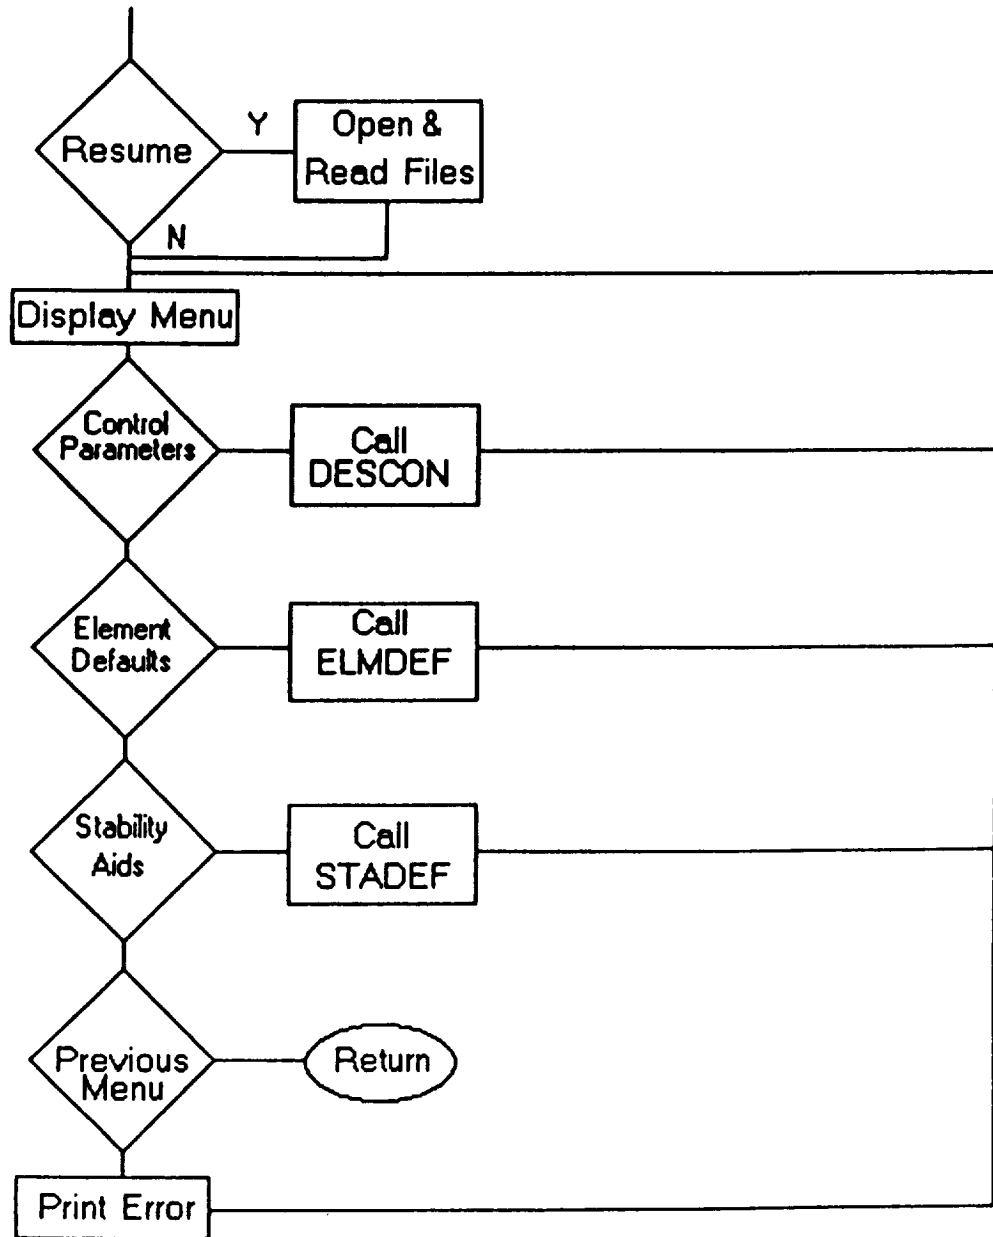 Resume
Y
Open &
Read Files
N
Display Menu
Control
Parameters
Call
DESCON
Element
Defaults
Call
ELMDEF
Stability
Aids
Call
STADEF
Previous
Menu
Return
Print Error